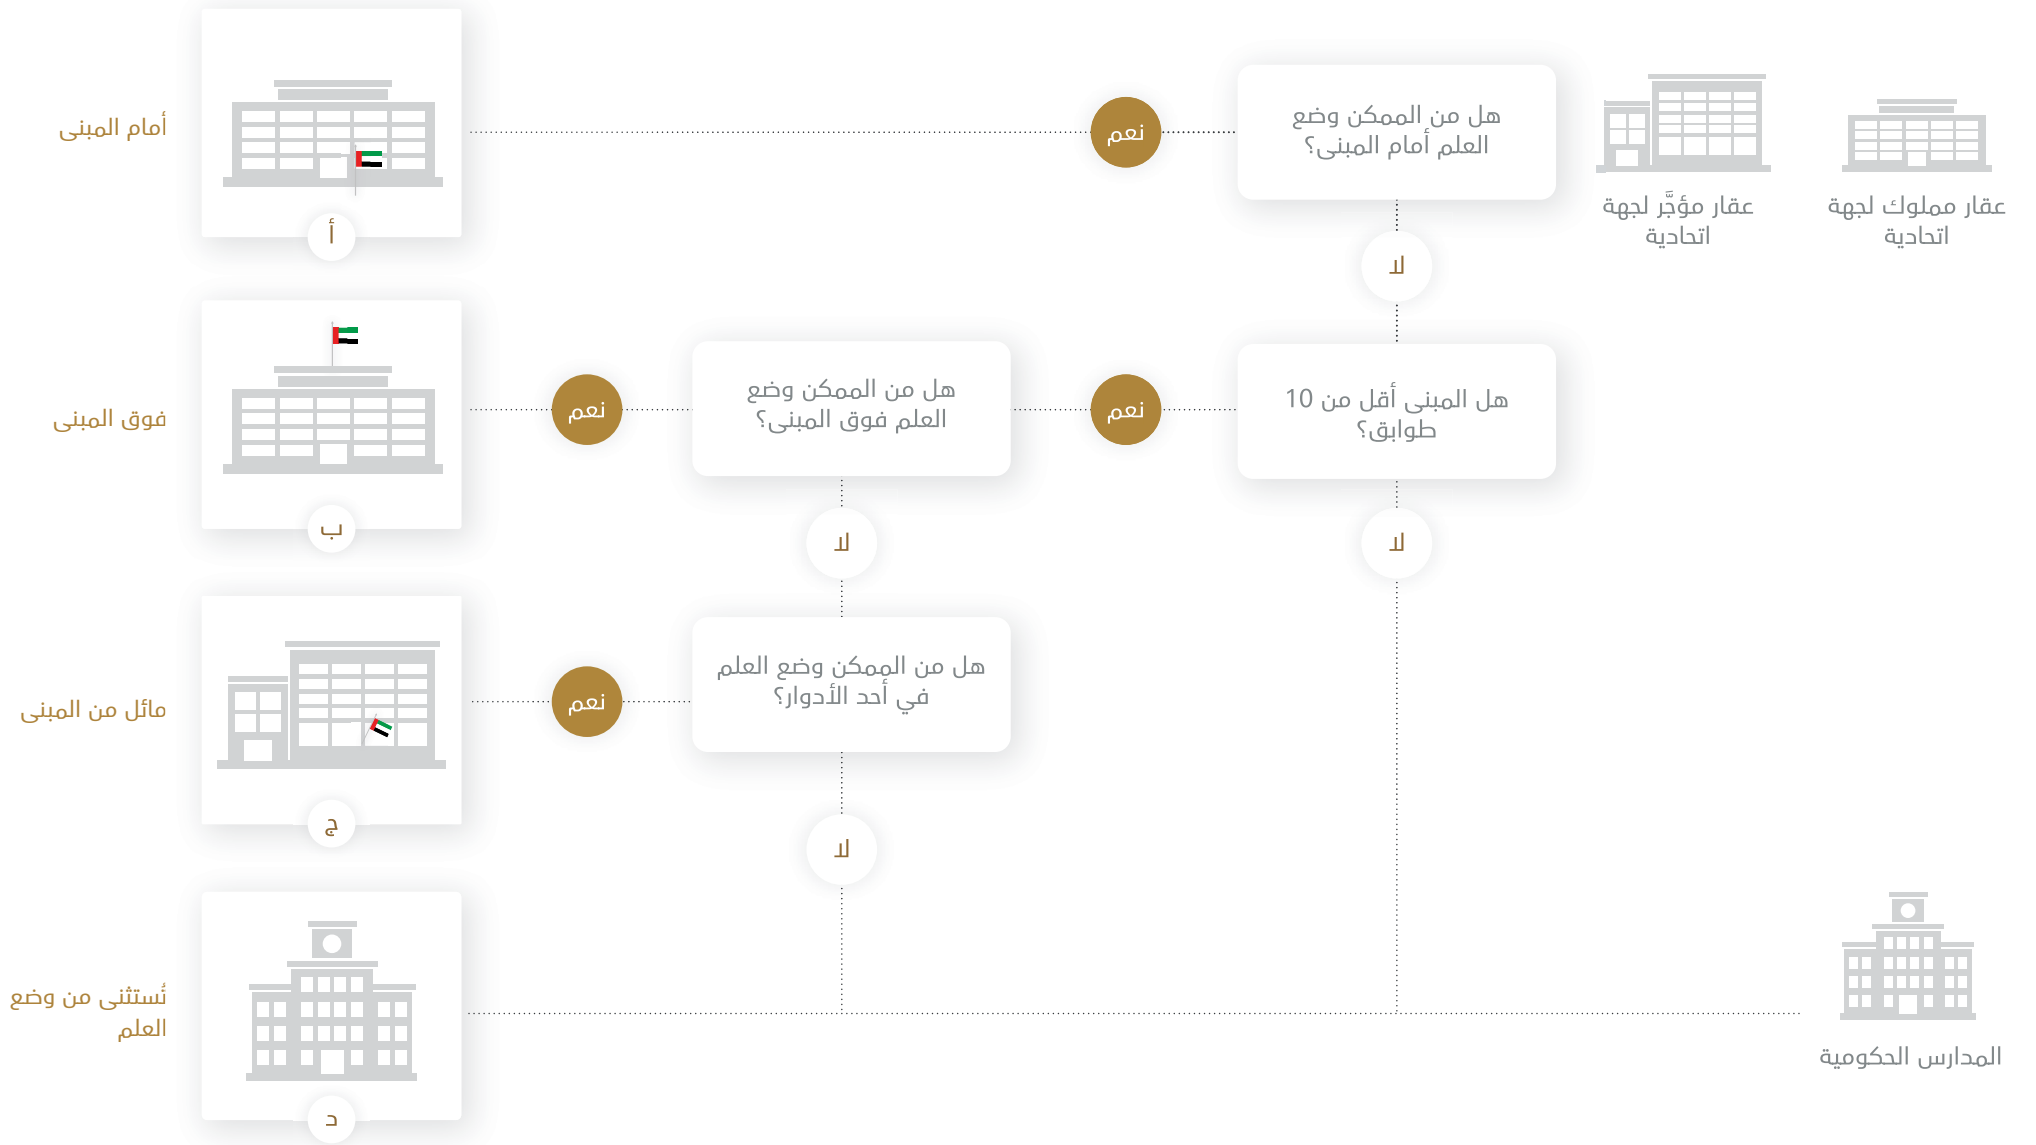 عقار مملوك لجهة
اتحادية
عقار مؤجَّر لجهة
اتحادية
هل من الممكن وضع
العلم أمام المبنى؟
نعم
أ
أمام المبنى
لا
هل المبنى أقل من 10
طوابق؟
نعم
هل من الممكن وضع
العلم فوق المبنى؟
نعم
ب
فوق المبنى
لا
لا
هل من الممكن وضع العلم
في أحد الأدوار؟
نعم
ج
مائل من المبنى
لا
المدارس الحكومية
د
تُستثنى من وضع
العلم